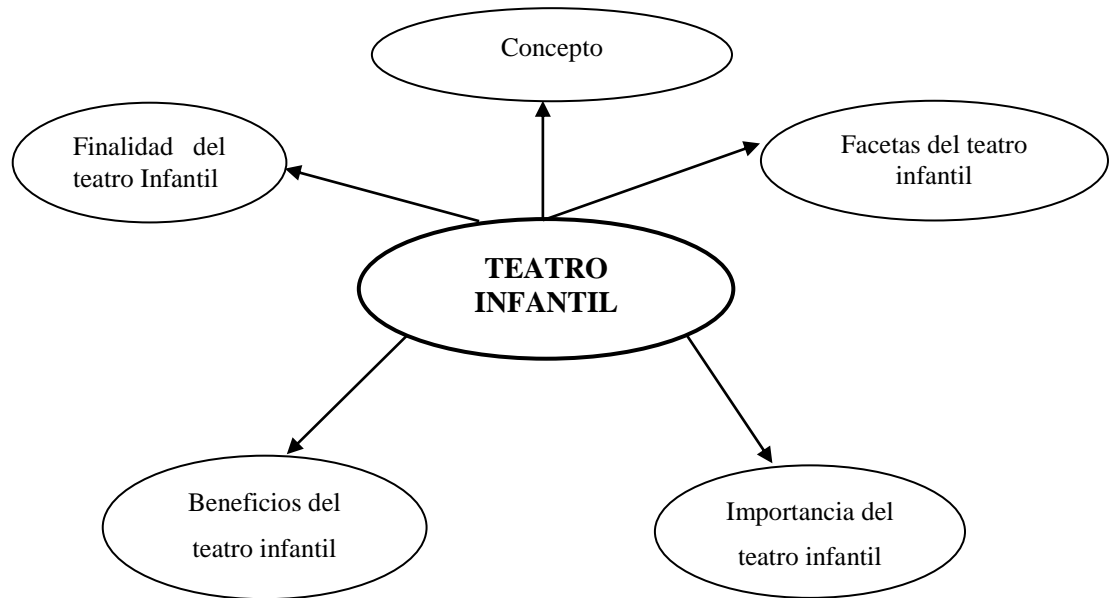 Concepto
Finalidad del
teatro Infantil
Facetas del teatro
infantil
TEATRO
INFANTIL
Beneficios del
teatro infantil
Importancia del
teatro infantil